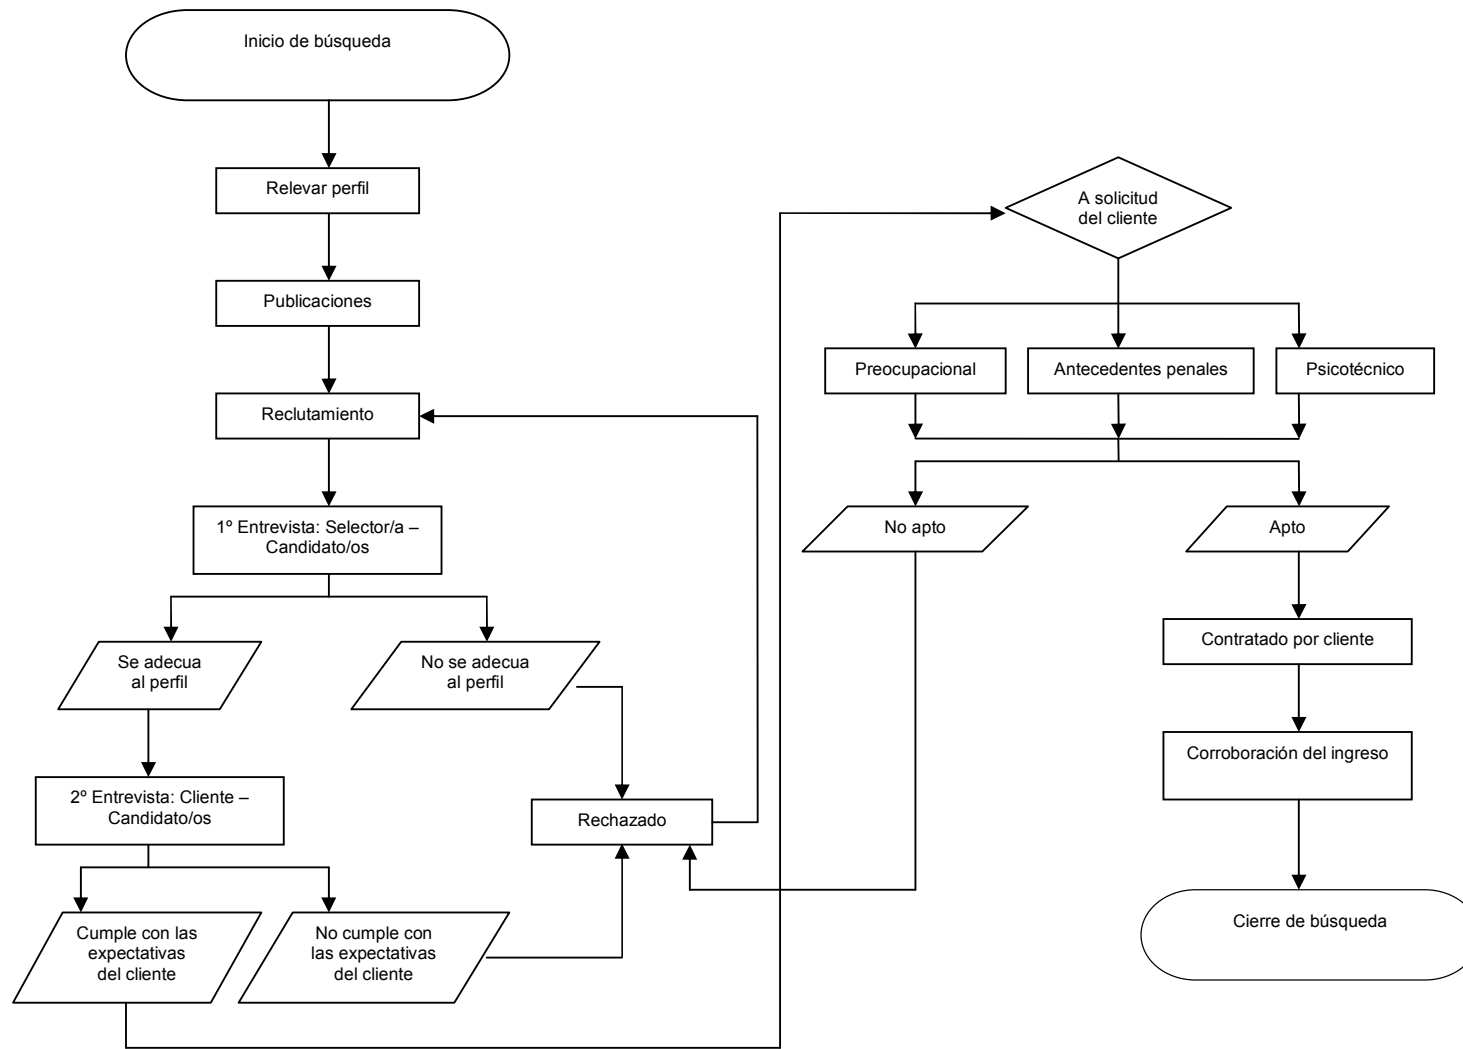 Inicio de búsqueda
Relevar perfil
Publicaciones
Reclutamiento
1º Entrevista: Selector/a –
Candidato/os
Se adecua
al perfil
No se adecua
al perfil
2º Entrevista: Cliente –
Candidato/os
Rechazado
Cumple con las
expectativas
del cliente
No cumple con
las expectativas
del cliente
A solicitud
del cliente
Preocupacional
Antecedentes penales
Psicotécnico
No apto
Apto
Contratado por cliente
Corroboración del ingreso
Cierre de búsqueda